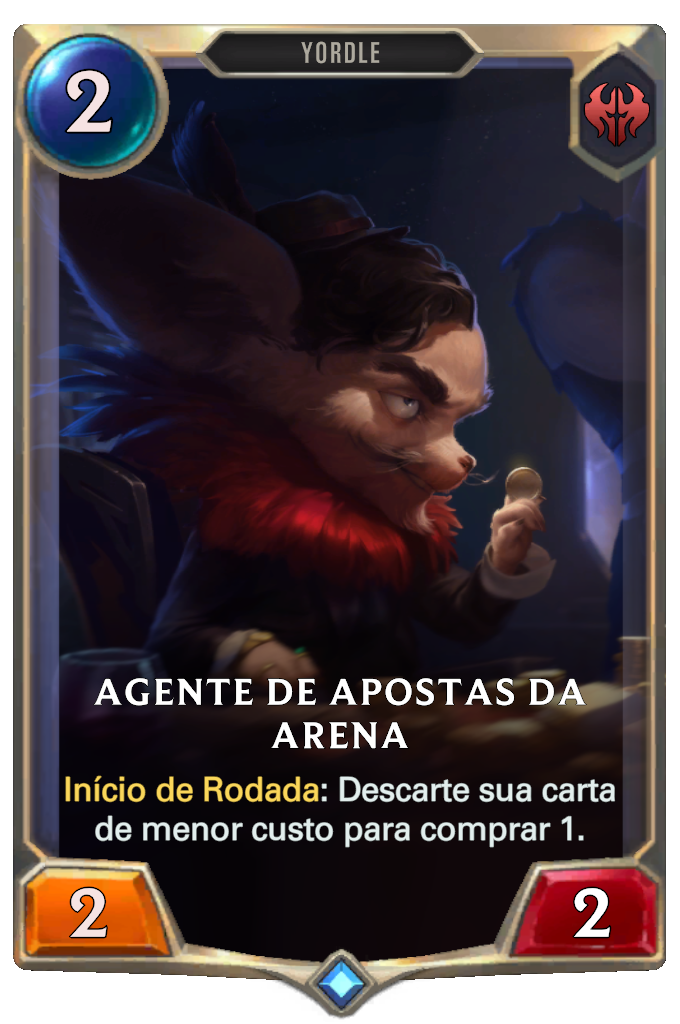 2
YORDLE
AGENTE DE APOSTAS DA
ARENA
Início de Rodada: Descarte sua carta
de menor custo para comprar 1.
2
2